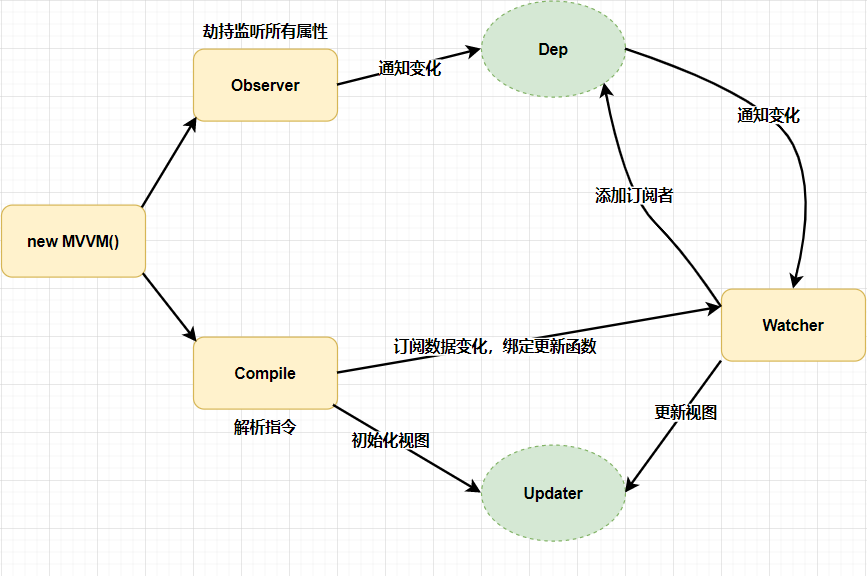 劫持监听所有属性
Observer
通知变化
Dep
通知变化
添加订阅者
new MVVM()
Watcher
订阅数据变化，绑定更新函数
Compile
解析指令
初始化视图
更新视图
Updater